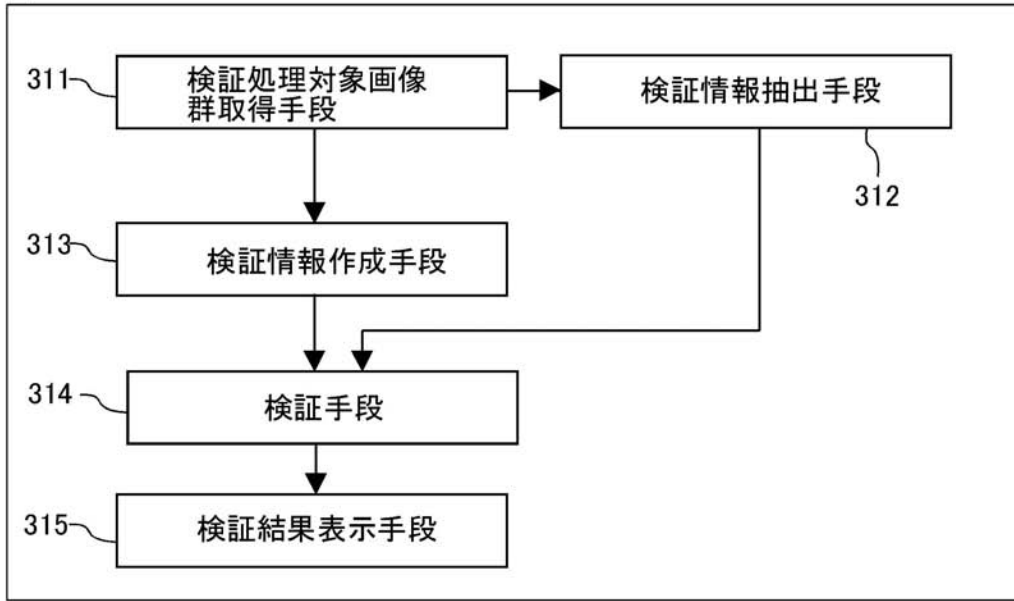 311
検証処理対象画像
群取得手段
検証情報抽出手段
312
313
検証情報作成手段
314
検証手段
315
検証結果表示手段